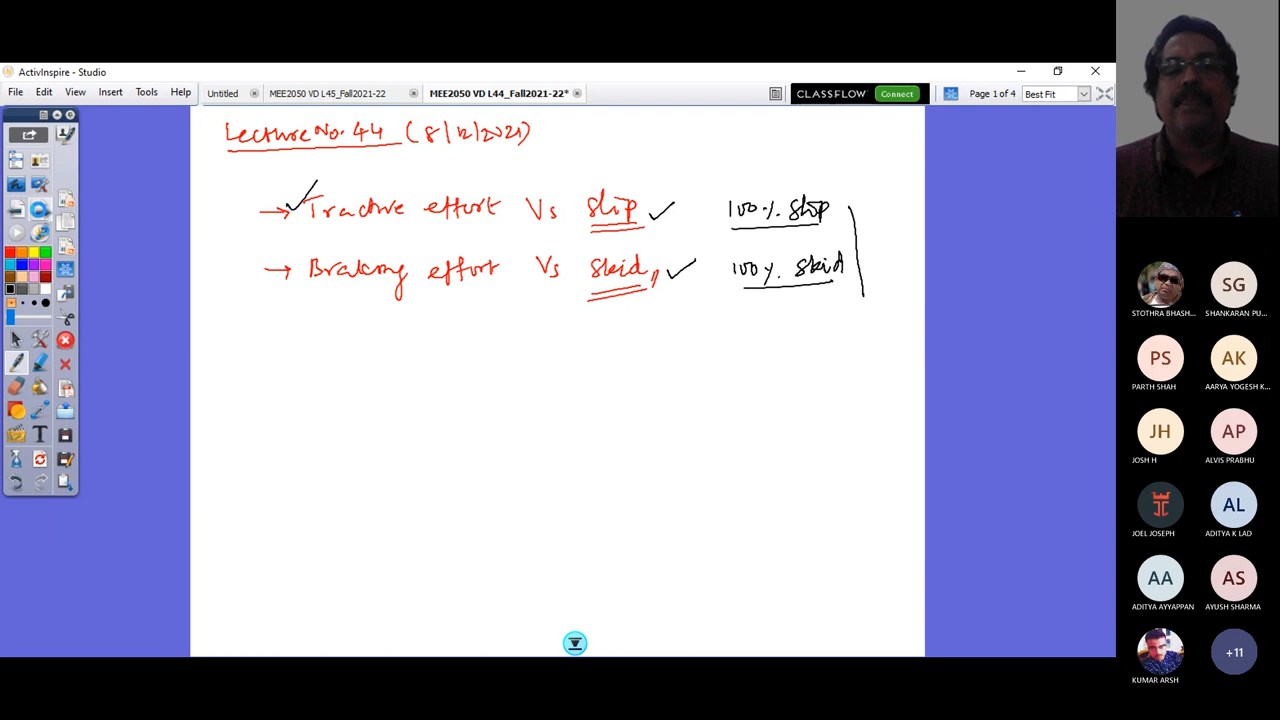 ActivInspire - Studio
File Edit View Insert Tools Help
Untitled
MEE2050 VD L45_Fall2021-22
MEE2050 VD L44_Fall2021-22*
CLASSFLOW Connect
Page 1 of 4
Best Fit
Lecture No. 44 (8/12/2021)
→ Tractive effort Vs slip 100%. slip
→ Braking effort Vs skid, 100%. skid
STOTHRA BHASH...
SG
SHANKARAN PU...
PS
PARTH SHAH
AK
AARYA YOGESH K...
JH
JOSH H
AP
ALVIS PRABHU
JOEL JOSEPH
AL
ADITYA K LAD
AA
ADITYA AYYAPPAN
AS
AYUSH SHARMA
KUMAR ARSH
+11